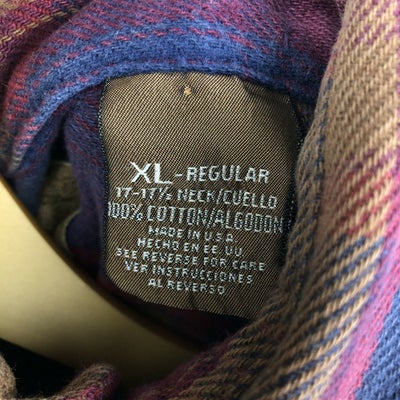 XL - REGULAR
17-17½ NECK/CUELLO
100% COTTON/ALGODON
MADE IN U.S.A.
HECHO EN EE.UU.
SEE REVERSE FOR CARE
VER INSTRUCCIONES
AL REVERSO